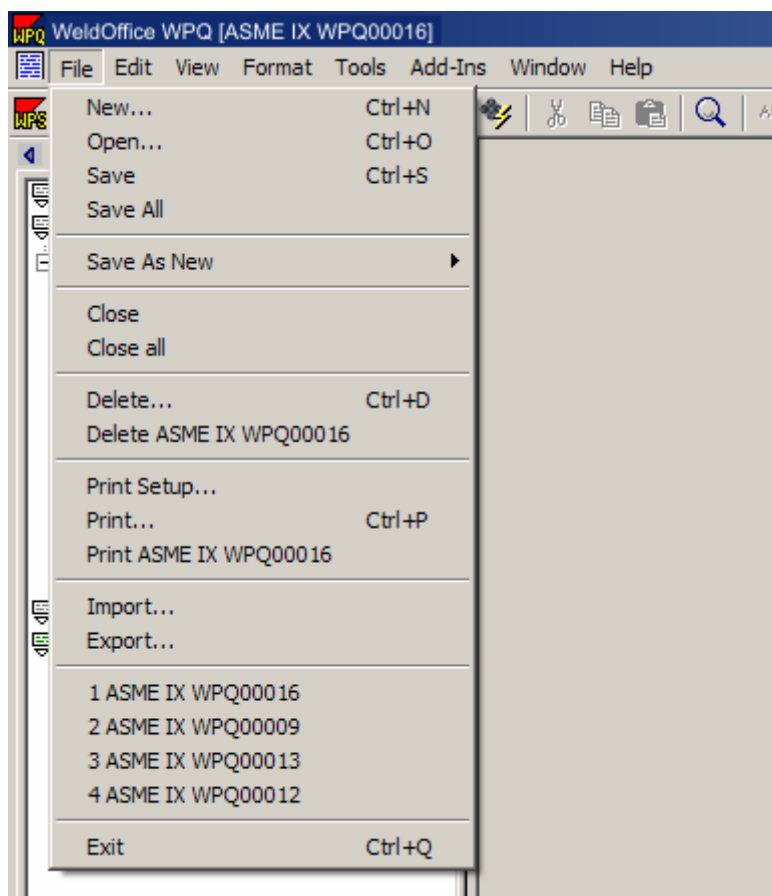 WPQ WeldOffice WPQ [ASME IX WPQ00016]
File Edit View Format Tools Add-Ins Window Help
WPS
New... Ctrl+N
Open... Ctrl+O
Save Ctrl+S
Save All
Save As New
Close
Close all
Delete... Ctrl+D
Delete ASME IX WPQ00016
Print Setup...
Print... Ctrl+P
Print ASME IX WPQ00016
Import...
Export...
1 ASME IX WPQ00016
2 ASME IX WPQ00009
3 ASME IX WPQ00013
4 ASME IX WPQ00012
Exit Ctrl+Q